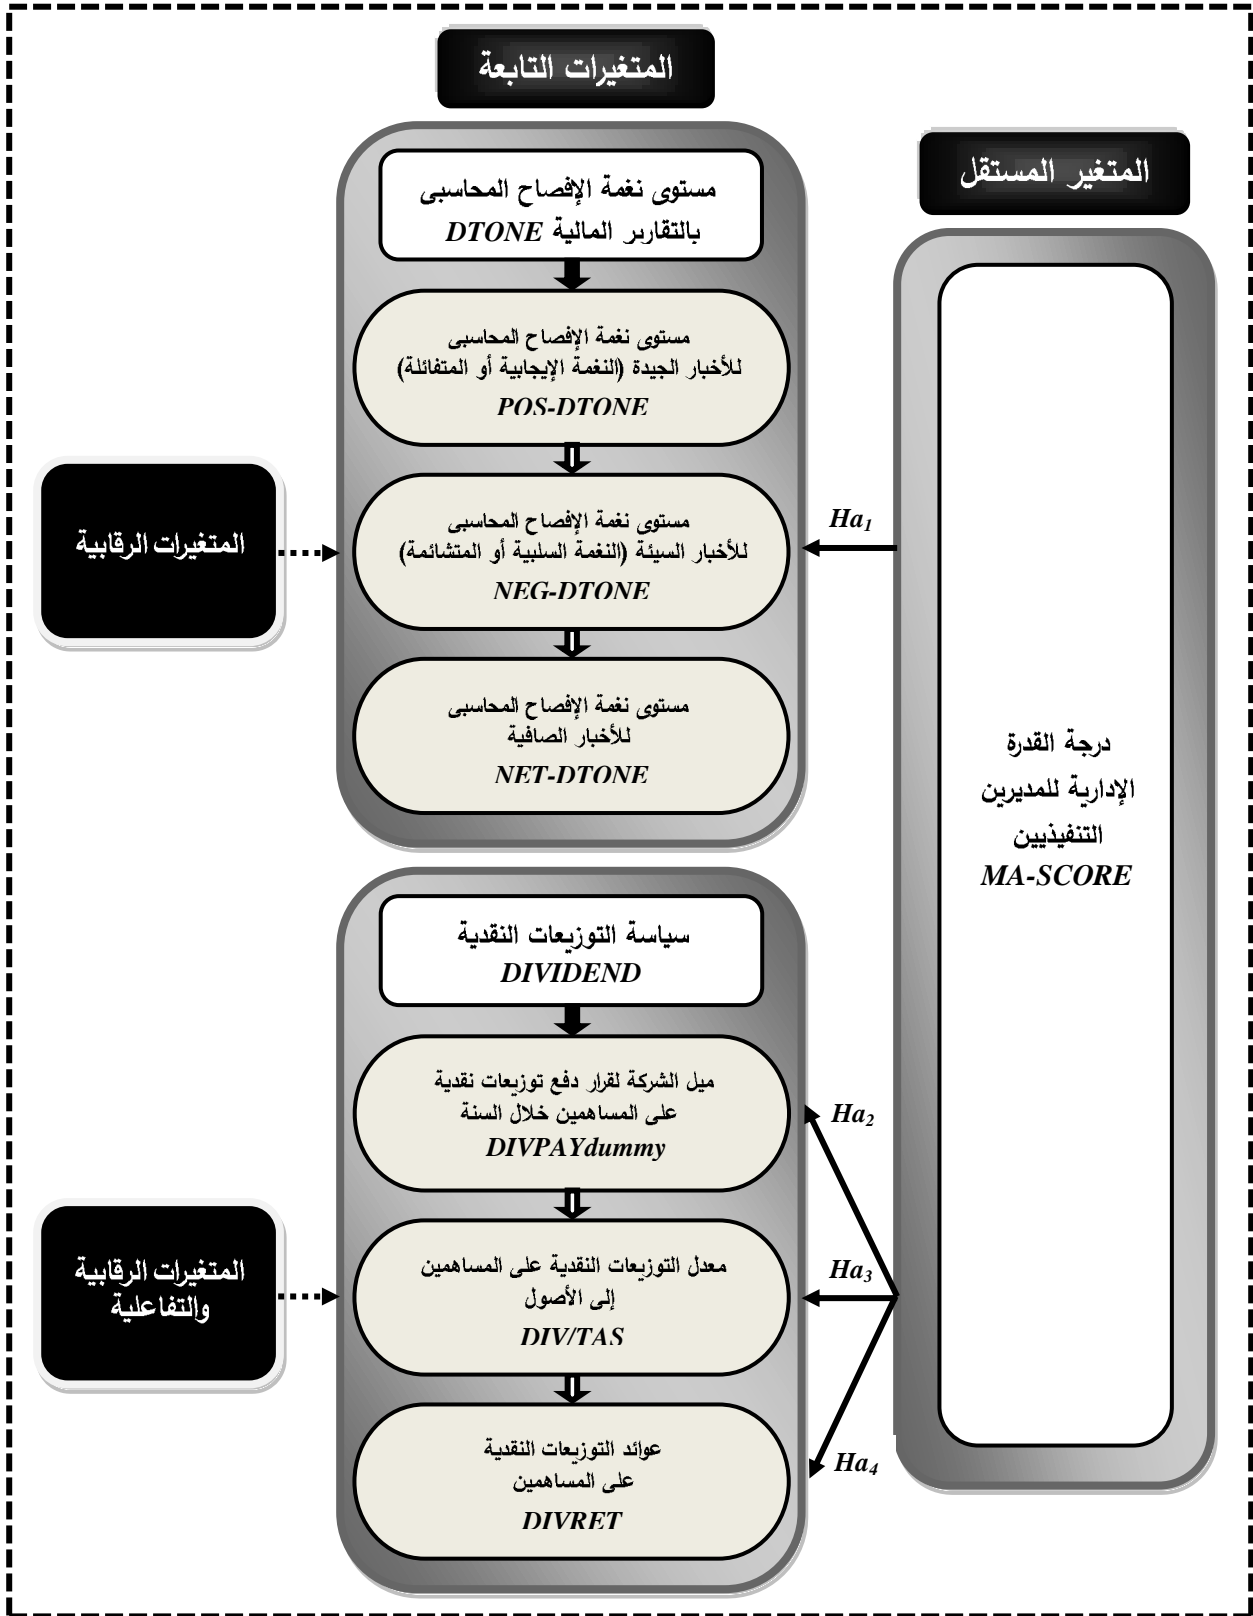 المتغيرات التابعة
المتغير المستقل
مستوى نغمة الإفصاح المحاسبى
بالتقارير المالية DTONE
مستوى نغمة الإفصاح المحاسبى
للأخبار الجيدة (النغمة الإيجابية أو المتفائلة)
POS-DTONE
مستوى نغمة الإفصاح المحاسبى
للأخبار السيئة (النغمة السلبية أو المتشائمة)
NEG-DTONE
مستوى نغمة الإفصاح المحاسبى
للأخبار الصافية
NET-DTONE
Ha1
المتغيرات الرقابية
درجة القدرة
الإدارية للمديرين
التنفيذيين
MA-SCORE
سياسة التوزيعات النقدية
DIVIDEND
ميل الشركة لقرار دفع توزيعات نقدية
على المساهمين خلال السنة
DIVPAYdummy
معدل التوزيعات النقدية على المساهمين
إلى الأصول
DIV/TAS
عوائد التوزيعات النقدية
على المساهمين
DIVRET
Ha2
Ha3
Ha4
المتغيرات الرقابية
والتفاعلية